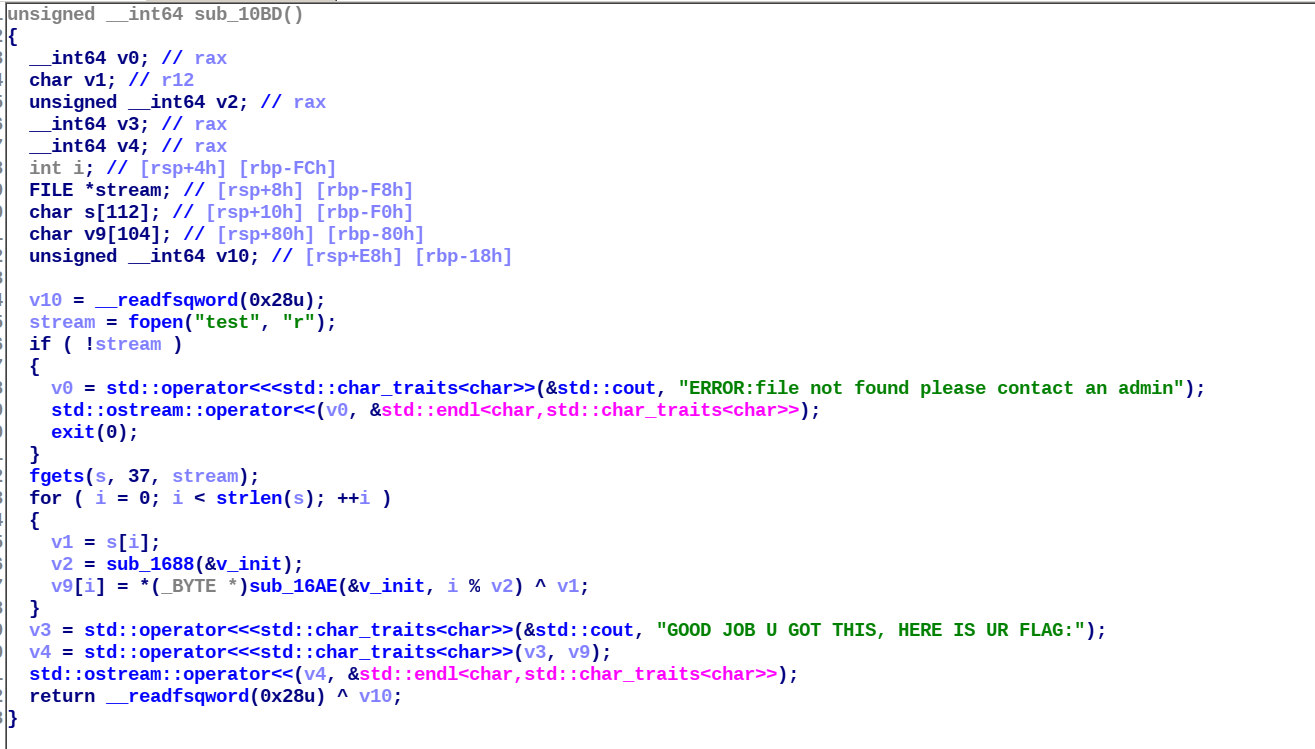 unsigned __int64 sub_10BD()
{
  __int64 v0; // rax
  char v1; // r12
  unsigned __int64 v2; // rax
  __int64 v3; // rax
  __int64 v4; // rax
  int i; // [rsp+4h] [rbp-FCh]
  FILE *stream; // [rsp+8h] [rbp-F8h]
  char s[112]; // [rsp+10h] [rbp-F0h]
  char v9[104]; // [rsp+80h] [rbp-80h]
  unsigned __int64 v10; // [rsp+E8h] [rbp-18h]

  v10 = __readfsqword(0x28u);
  stream = fopen("test", "r");
  if ( !stream )
  {
    v0 = std::operator<<<std::char_traits<char>>(&std::cout, "ERROR:file not found please contact an admin");
    std::ostream::operator<<(v0, &std::endl<char,std::char_traits<char>>);
    exit(0);
  }
  fgets(s, 37, stream);
  for ( i = 0; i < strlen(s); ++i )
  {
    v1 = s[i];
    v2 = sub_1688(&v_init);
    v9[i] = *(_BYTE *)sub_16AE(&v_init, i % v2) ^ v1;
  }
  v3 = std::operator<<<std::char_traits<char>>(&std::cout, "GOOD JOB U GOT THIS, HERE IS UR FLAG:");
  v4 = std::operator<<<std::char_traits<char>>(v3, v9);
  std::ostream::operator<<(v4, &std::endl<char,std::char_traits<char>>);
  return __readfsqword(0x28u) ^ v10;
}